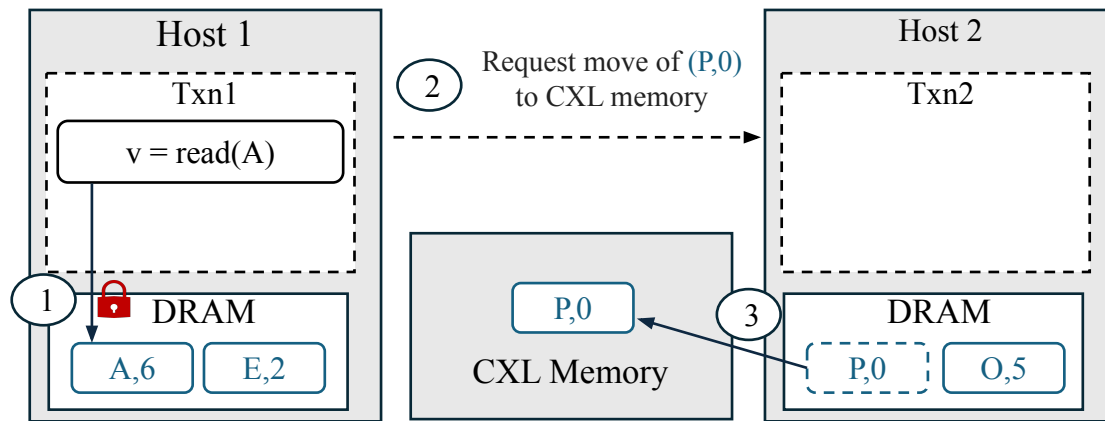 Host 1
Txn1
v = read(A)
1
DRAM
A,6
E,2
2
Request move of (P,0)
to CXL memory
P,0
CXL Memory
3
Host 2
Txn2
DRAM
P,0
O,5